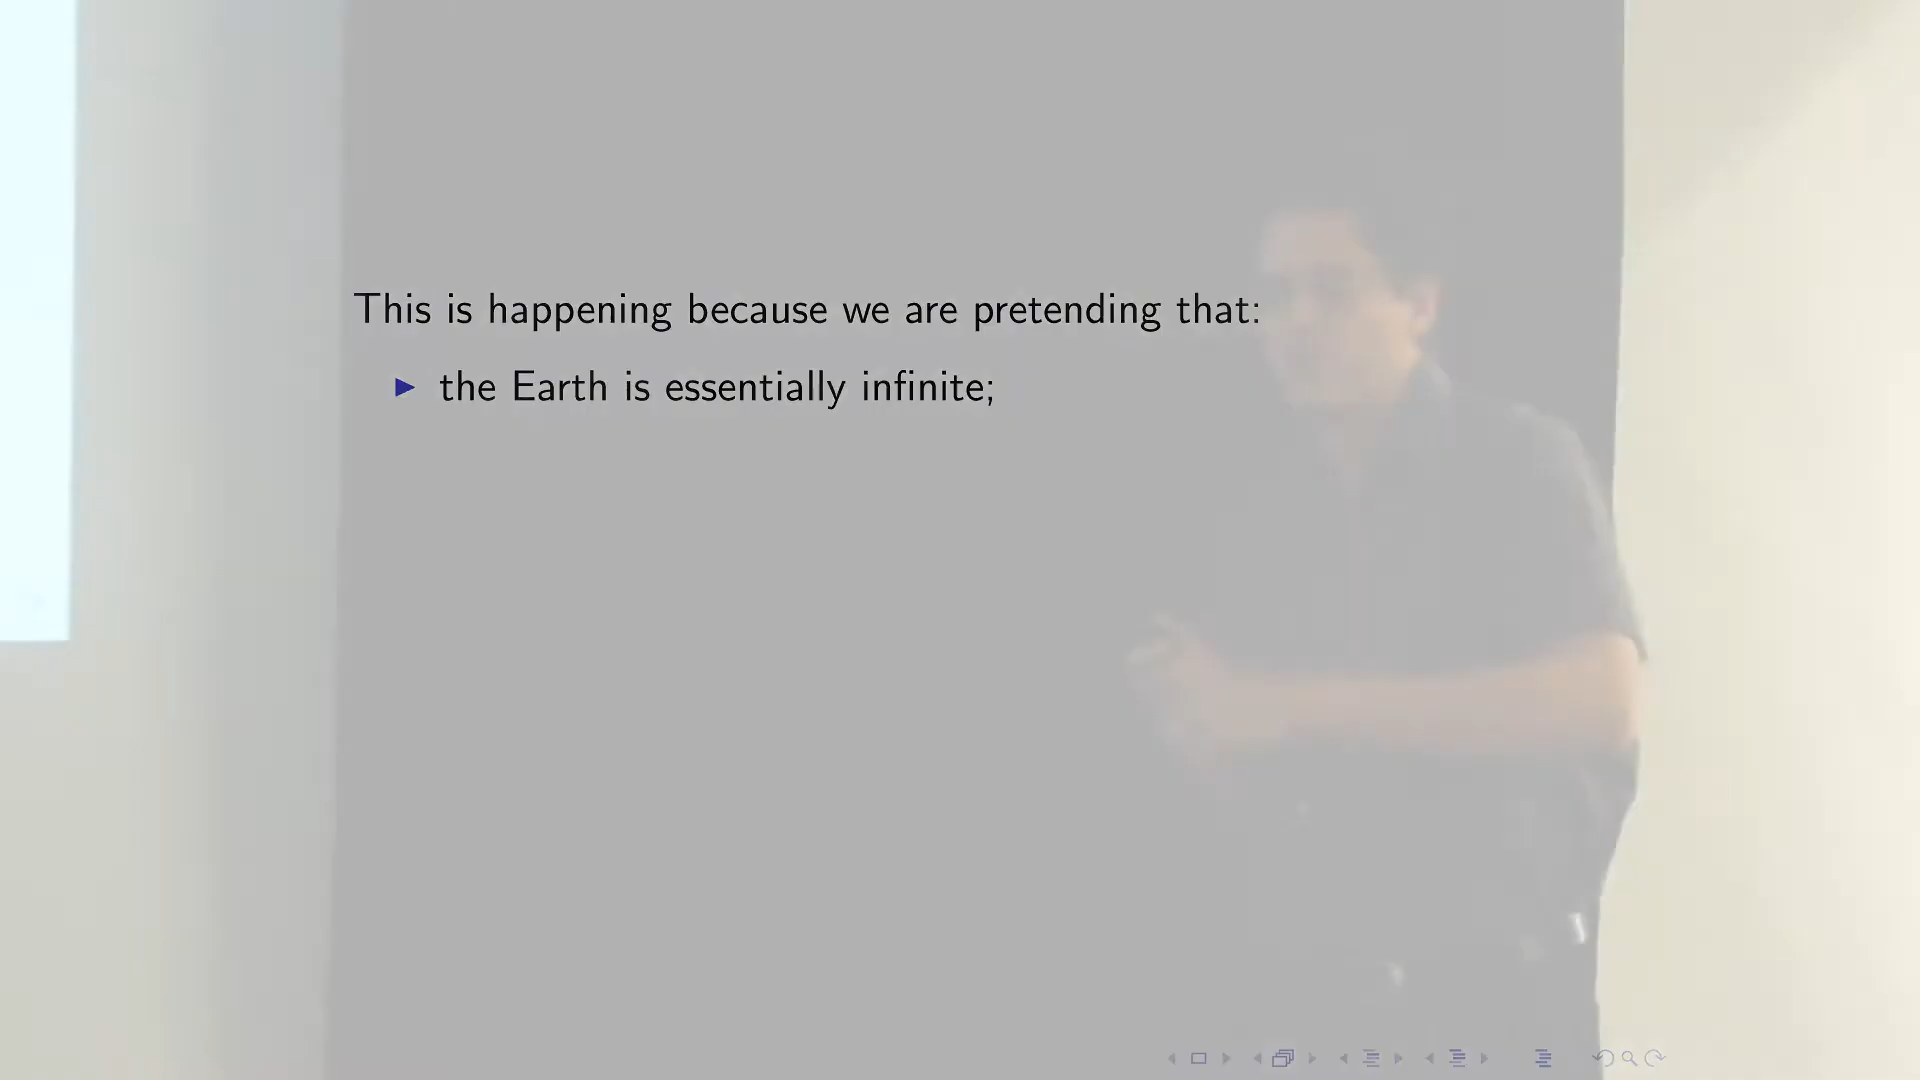 This is happening because we are pretending that:
the Earth is essentially infinite;